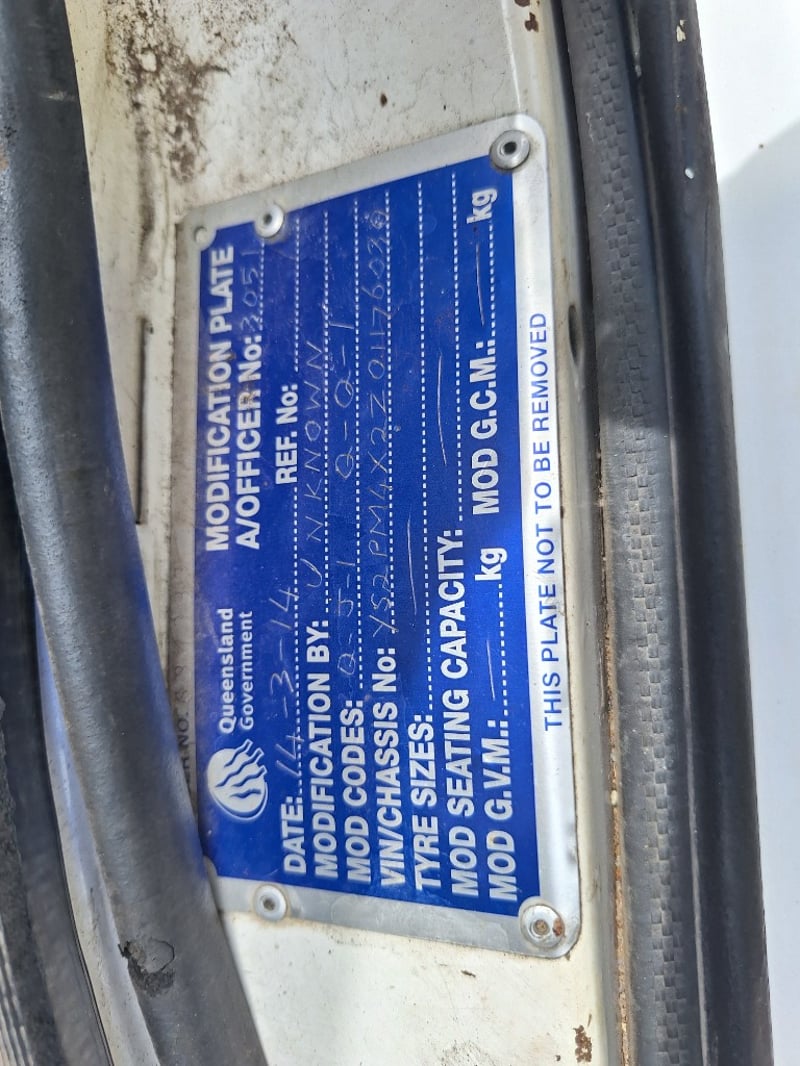 Queensland
Government
MODIFICATION PLATE
A/OFFICER No: 3051
DATE: 14-3-14 REF. No:
MODIFICATION BY: UNKNOWN
MOD CODES: Q-J-1 Q-Q-1
VIN/CHASSIS No: YS2PM4X2Z01176030
TYRE SIZES: —
MOD SEATING CAPACITY: —
MOD G.V.M.: — kg MOD G.C.M.: — kg
THIS PLATE NOT TO BE REMOVED